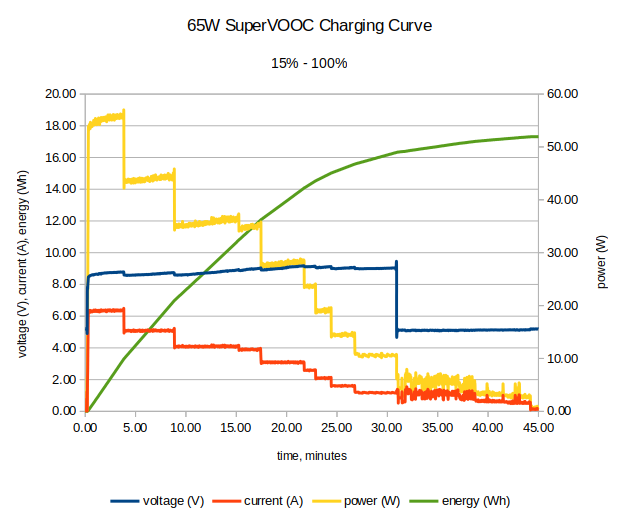 65W SuperVOOC Charging Curve
15% - 100%
20.00
18.00
16.00
14.00
12.00
10.00
8.00
6.00
4.00
2.00
0.00
voltage (V), current (A), energy (Wh)
60.00
50.00
40.00
30.00
20.00
10.00
0.00
power (W)
0.00 5.00 10.00 15.00 20.00 25.00 30.00 35.00 40.00 45.00
time, minutes
voltage (V) current (A) power (W) energy (Wh)